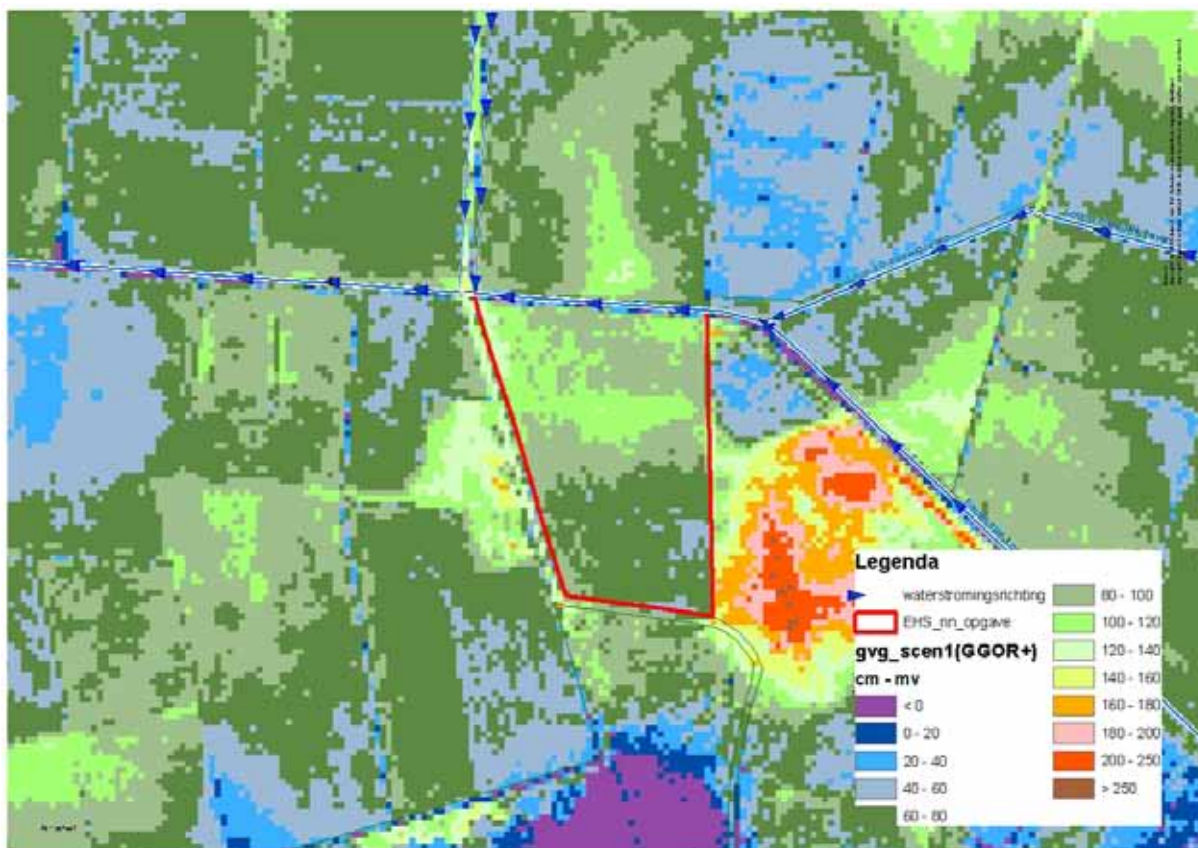 Legenda
waterstromingsrichting
EHS_nn_opgave
gvg_scen1(GGOR+)
cm - mv
< 0
0 - 20
20 - 40
40 - 60
60 - 80
80 - 100
100 - 120
120 - 140
140 - 160
160 - 180
180 - 200
200 - 250
> 250